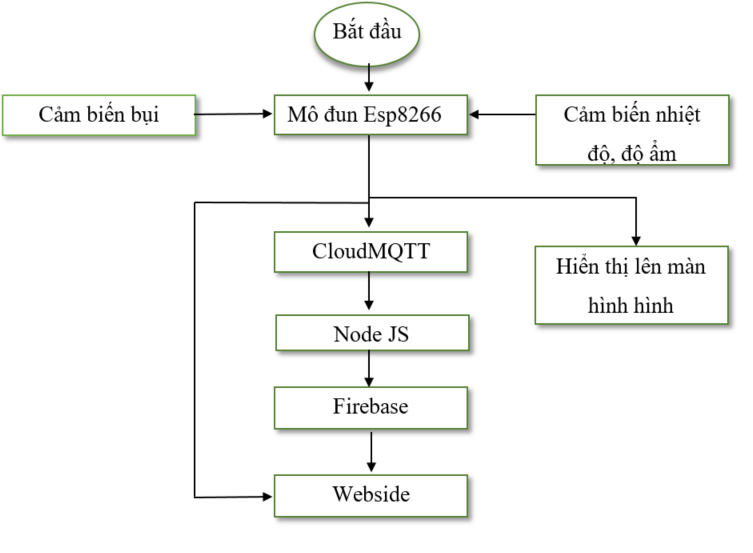 Bắt đầu
Cảm biến bụi
Mô đun Esp8266
Cảm biến nhiệt
độ, độ ẩm
CloudMQTT
Hiển thị lên màn
hình hình
Node JS
Firebase
Webside